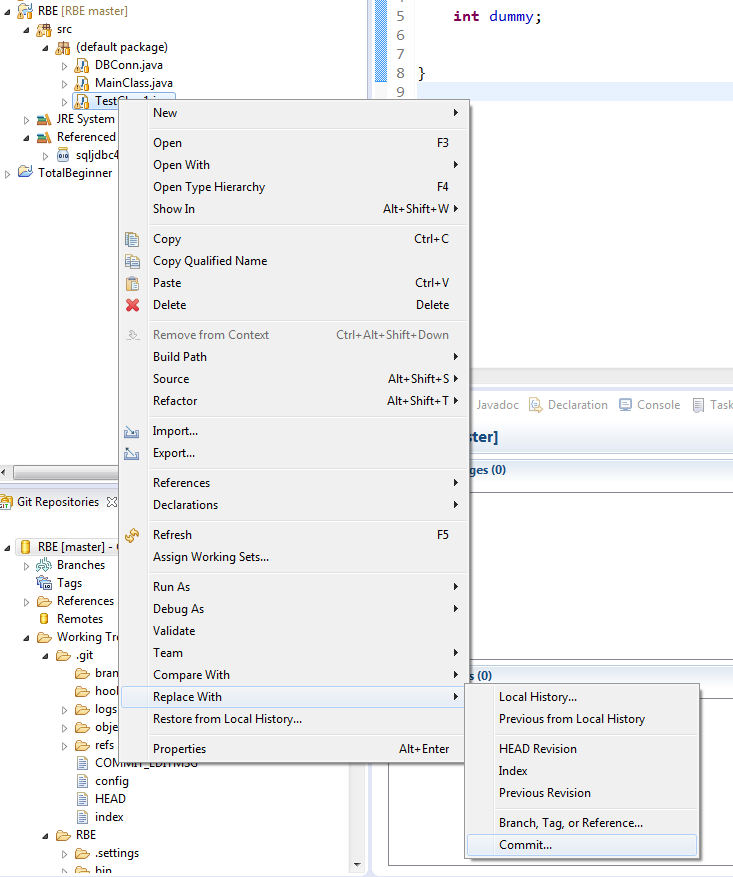 RBE [RBE master]
src
(default package)
DBConn.java
MainClass.java
JRE System
Referenced
sqljdbc4
TotalBeginner
5 int dummy;
6
7
8 }
9
New
Open F3
Open With
Open Type Hierarchy F4
Show In Alt+Shift+W
Copy Ctrl+C
Copy Qualified Name
Paste Ctrl+V
Delete Delete
Remove from Context Ctrl+Alt+Shift+Down
Build Path
Source Alt+Shift+S
Refactor Alt+Shift+T
Import...
Export...
References
Declarations
Refresh F5
Assign Working Sets...
Run As
Debug As
Validate
Team
Compare With
Replace With
Restore from Local History...
Properties Alt+Enter
Local History...
Previous from Local History
HEAD Revision
Index
Previous Revision
Branch, Tag, or Reference...
Commit...
Javadoc Declaration Console Task
ster]
ges (0)
s (0)
Git Repositories
RBE [master] -
Branches
Tags
References
Remotes
Working Tre
.git
bran
hool
logs
obje
refs
COMMIT_EDITMSG
config
HEAD
index
RBE
.settings
bin